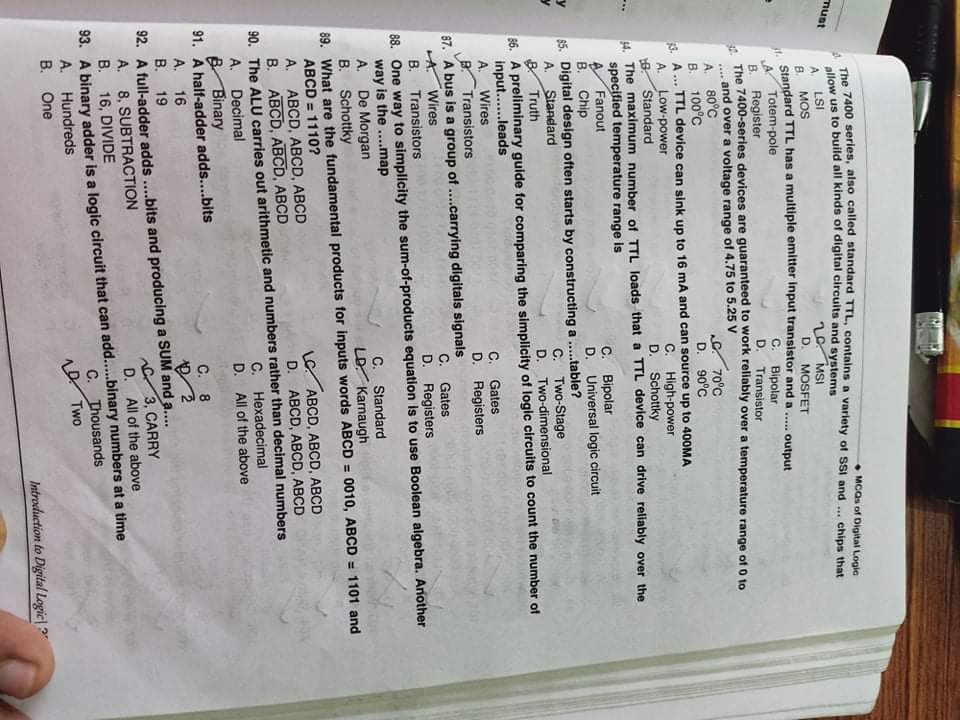 must
y
y
◆ MCQs of Digital Logic
0. The 7400 series, also called standard TTL, contains a variety of SSI and ... chips that
allow us to build all kinds of digital circuits and systems
A. LSI
C. MSI
B. MOS
D. MOSFET
81. Standard TTL has a multiple emitter input transistor and a ..... output
A. Totem-pole
C. Bipolar
B. Register
D. Transistor
82. The 7400-series devices are guaranteed to work reliably over a temperature range of 0 to
.... and over a voltage range of 4.75 to 5.25 V
A. 80⁰C
C. 70⁰C
B. 100⁰C
D. 90⁰C
83. A ... TTL device can sink up to 16 mA and can source up to 400MA
A. Low-power
C. High-power
B. Standard
D. Schottky
84. The maximum number of TTL loads that a TTL device can drive reliably over the
specified temperature range is
A. Fanout
C. Bipolar
B. Chip
D. Universal logic circuit
85. Digital design often starts by constructing a .....table?
A. Standard
C. Two-Stage
B. Truth
D. Two-dimensional
86. A preliminary guide for comparing the simplicity of logic circuits to count the number of
input......leads
A. Wires
C. Gates
B. Transistors
D. Registers
87. A bus is a group of ....carrying digitals signals
A. Wires
C. Gates
B. Transistors
D. Registers
88. One way to simplicity the sum-of-products equation is to use Boolean algebra. Another
way is the ....map
A. De Morgan
C. Standard
B. Schottky
D. Karnaugh
89. What are the fundamental products for inputs words ABCD = 0010, ABCD = 1101 and
ABCD = 1110?
A. ABCD, ABCD, ABCD
C. ABCD, ABCD, ABCD
B. ABCD, ABCD, ABCD
D. ABCD, ABCD, ABCD
90. The ALU carries out arithmetic and numbers rather than decimal numbers
A. Decimal
C. Hexadecimal
B. Binary
D. All of the above
91. A half-adder adds....bits
A. 16
C. 8
B. 19
D. 2
92. A full-adder adds ....bits and producing a SUM and a....
A. 8, SUBTRACTION
C. 3, CARRY
B. 16, DIVIDE
D. All of the above
93. A binary adder is a logic circuit that can add.....binary numbers at a time
A. Hundreds
C. Thousands
B. One
D. Two
Introduction to Digital Logic|